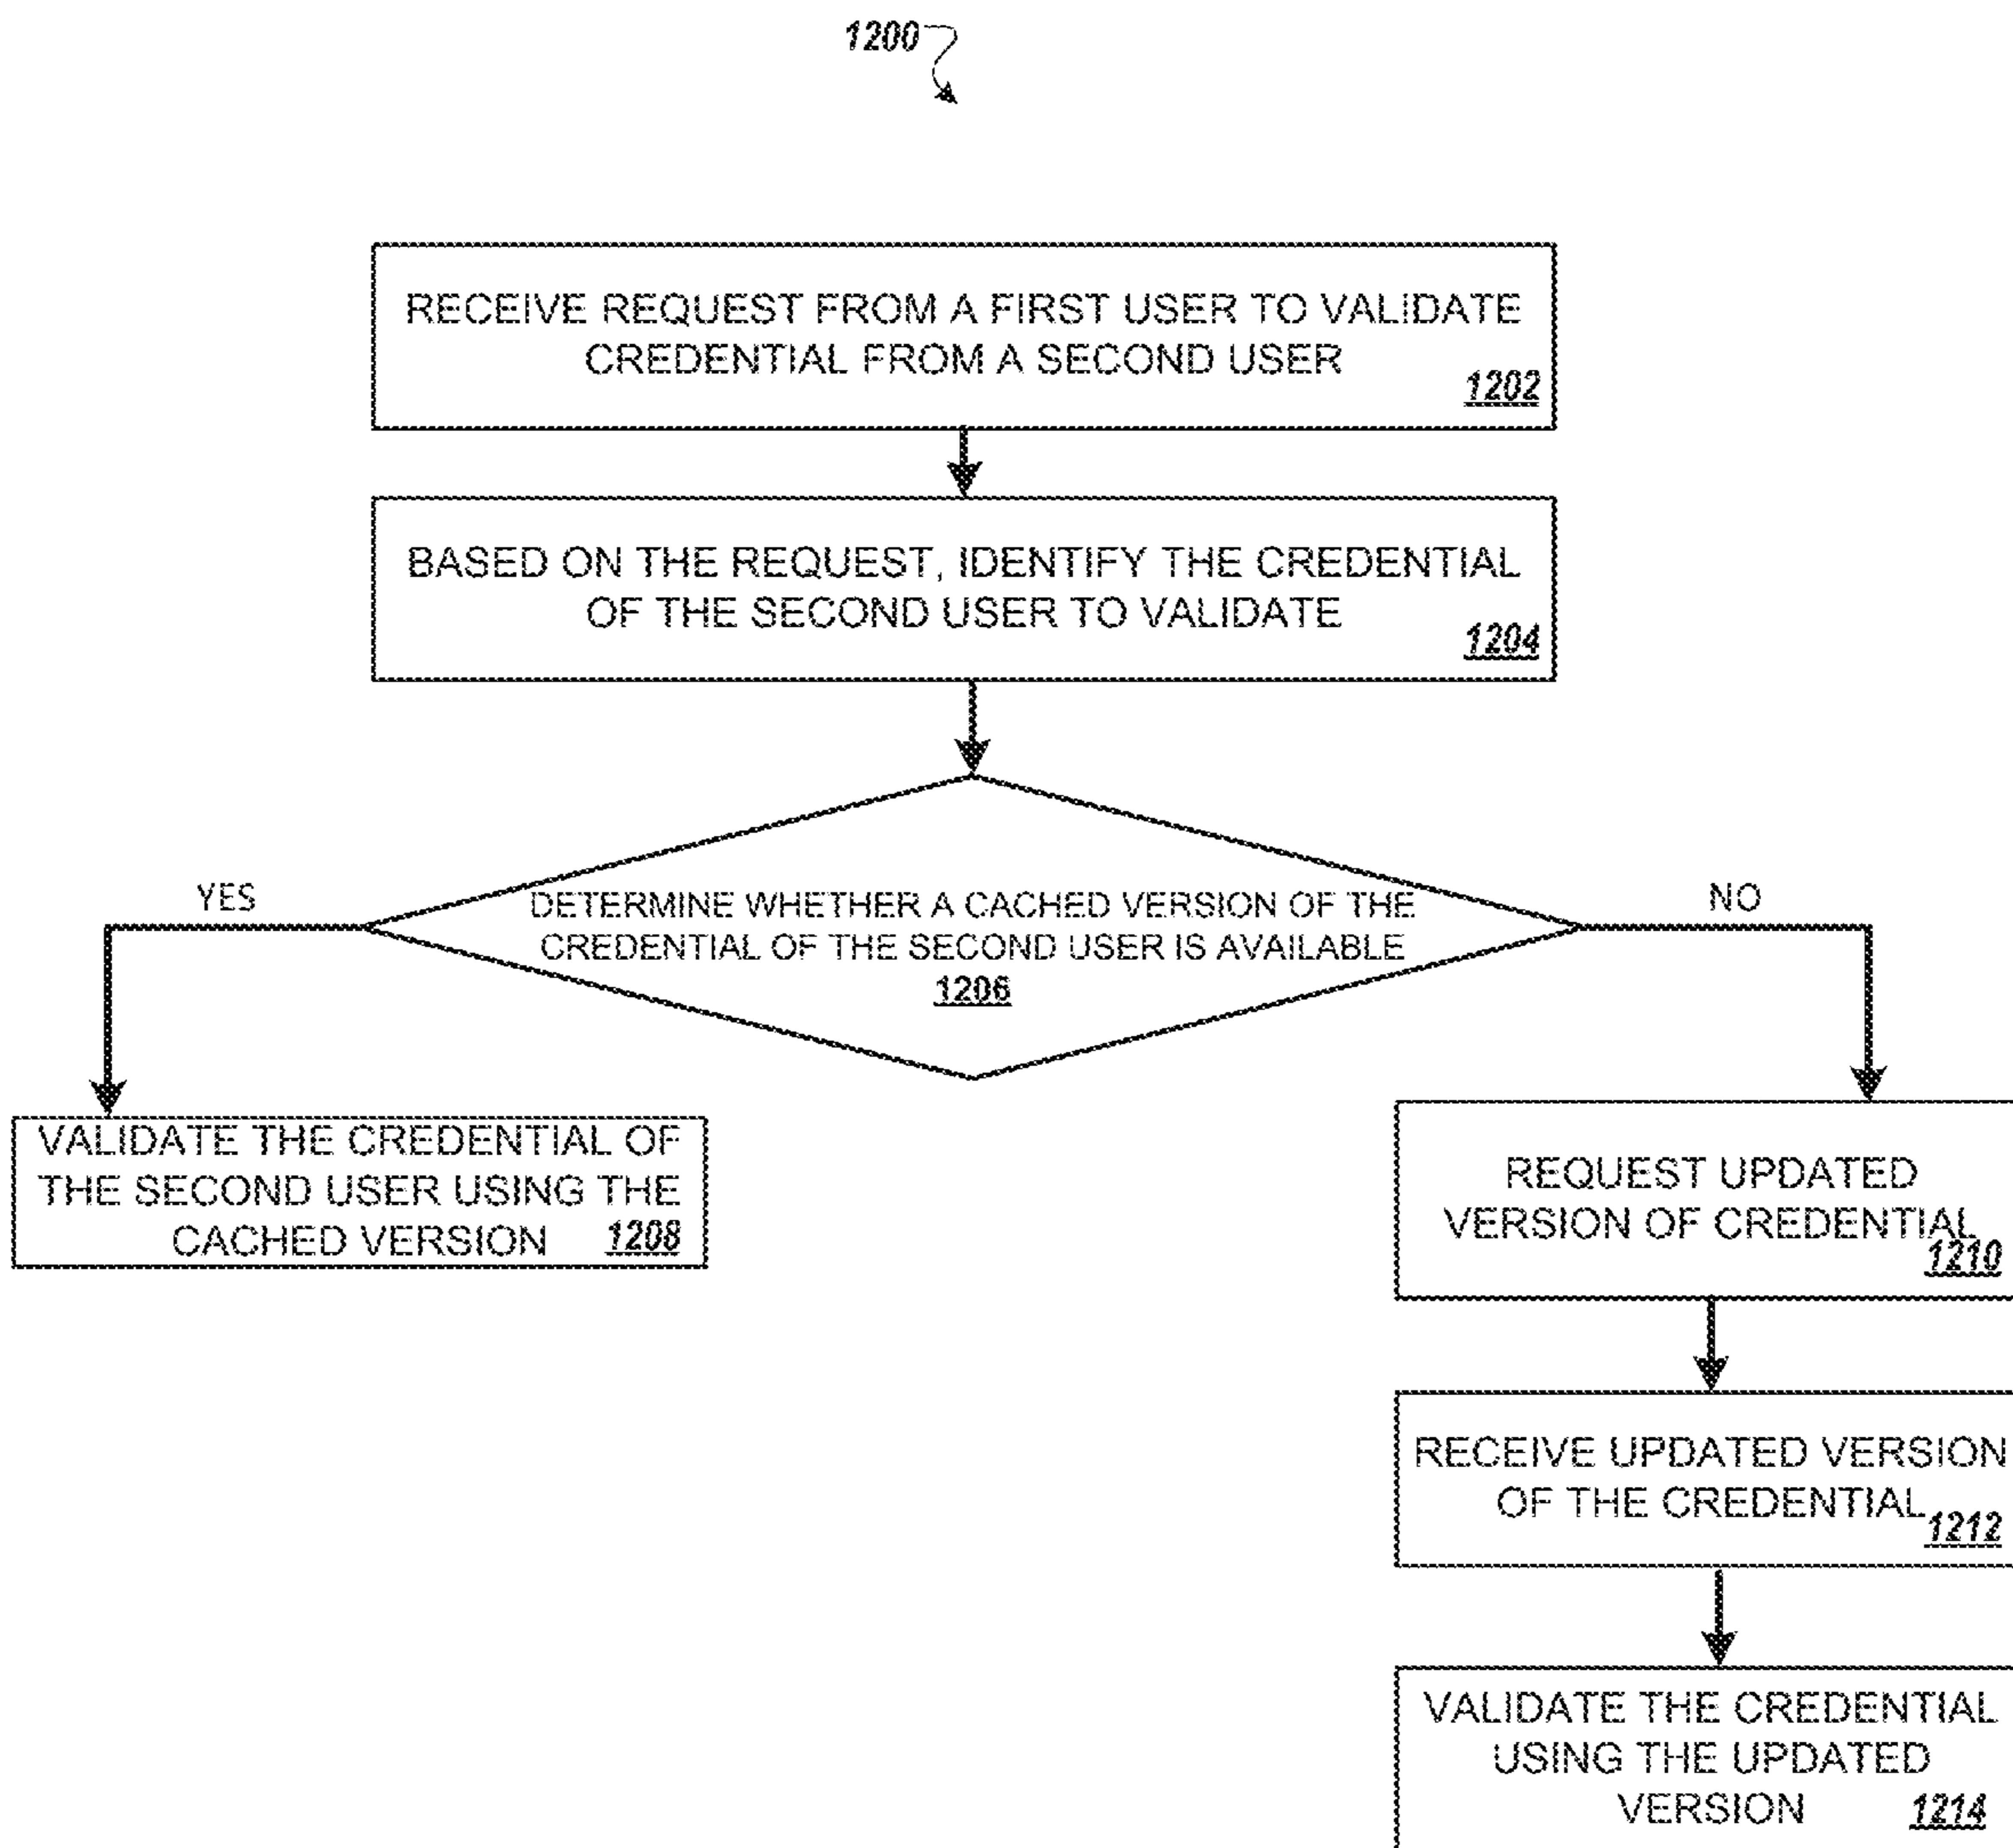 1200
RECEIVE REQUEST FROM A FIRST USER TO VALIDATE
CREDENTIAL FROM A SECOND USER
1202
BASED ON THE REQUEST, IDENTIFY THE CREDENTIAL
OF THE SECOND USER TO VALIDATE
1204
YES
DETERMINE WHETHER A CACHED VERSION OF THE
CREDENTIAL OF THE SECOND USER IS AVAILABLE
1206
NO
VALIDATE THE CREDENTIAL OF
THE SECOND USER USING THE
CACHED VERSION 1208
REQUEST UPDATED
VERSION OF CREDENTIAL
1210
RECEIVE UPDATED VERSION
OF THE CREDENTIAL
1212
VALIDATE THE CREDENTIAL
USING THE UPDATED
VERSION 1214